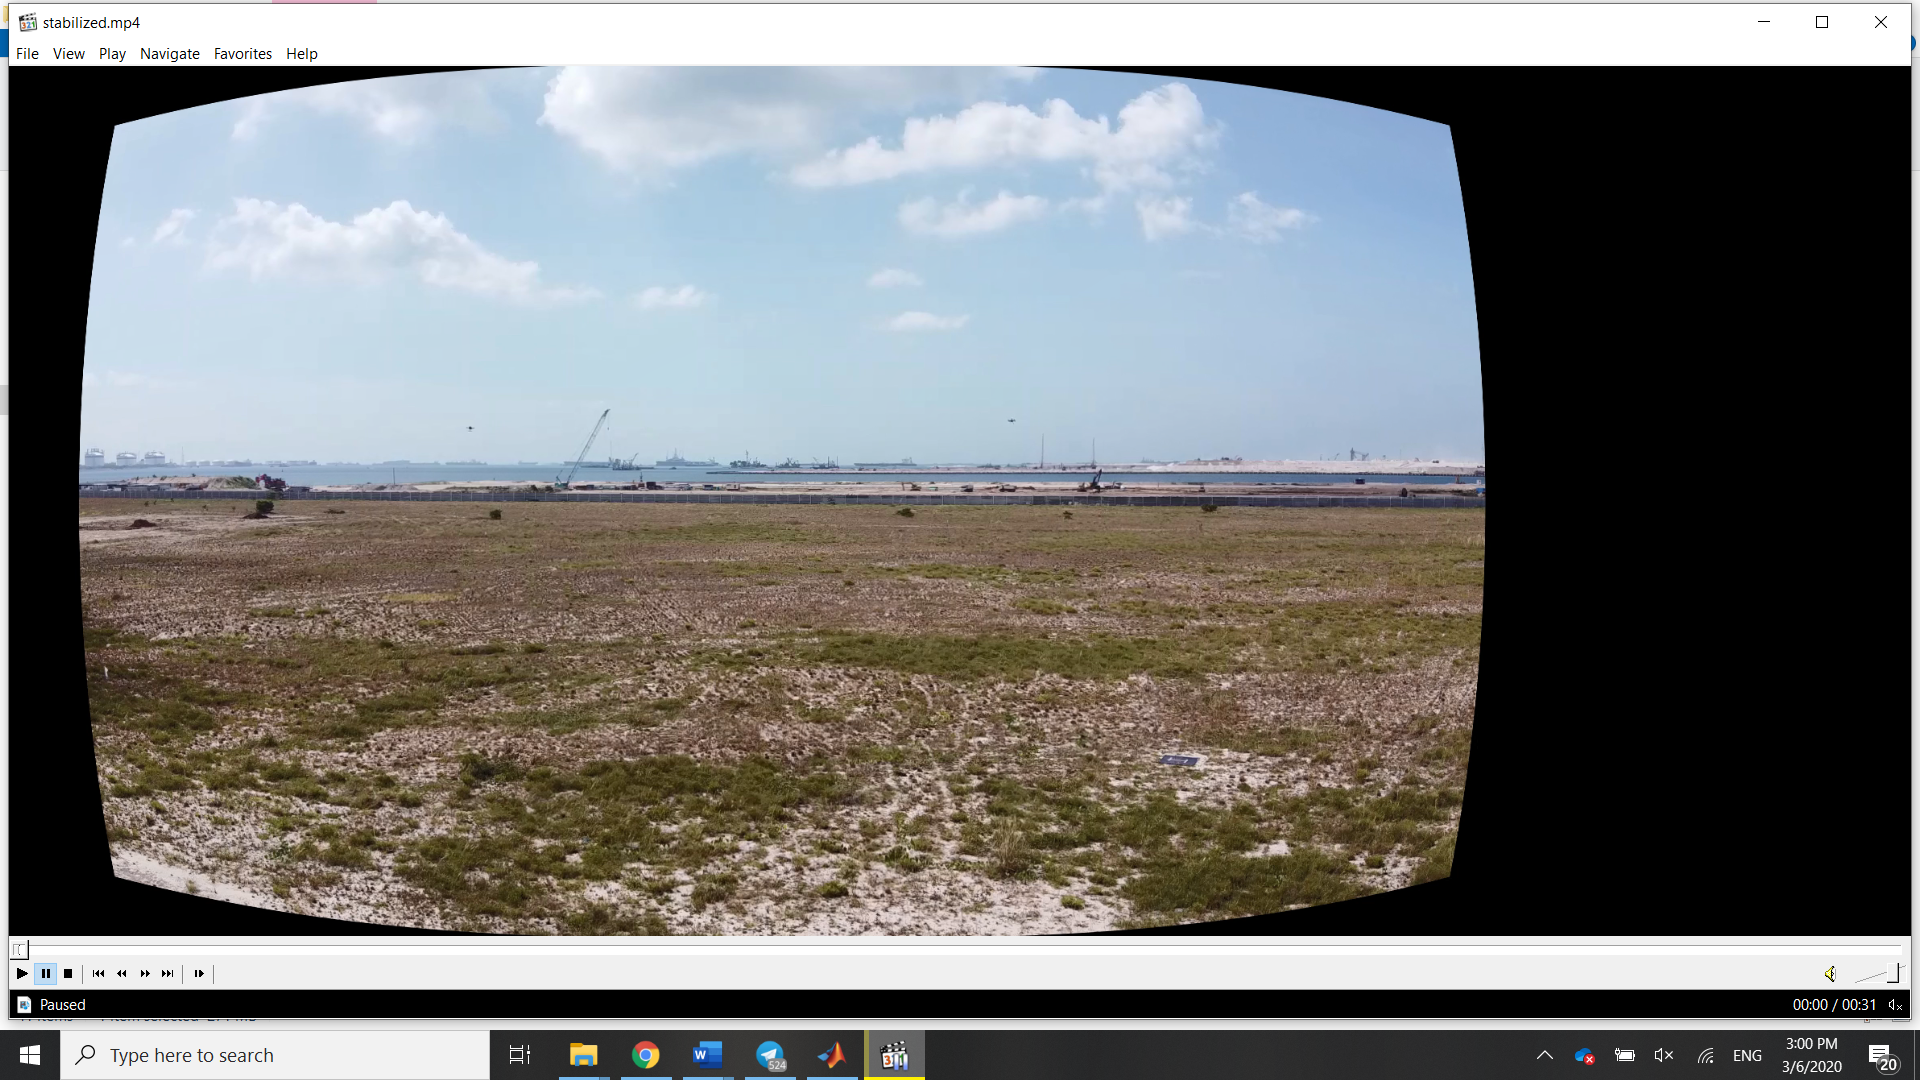 stabilized.mp4
File View Play Navigate Favorites Help
Paused
00:00 / 00:31
Type here to search
W
524
321
ENG
3:00 PM
3/6/2020
20